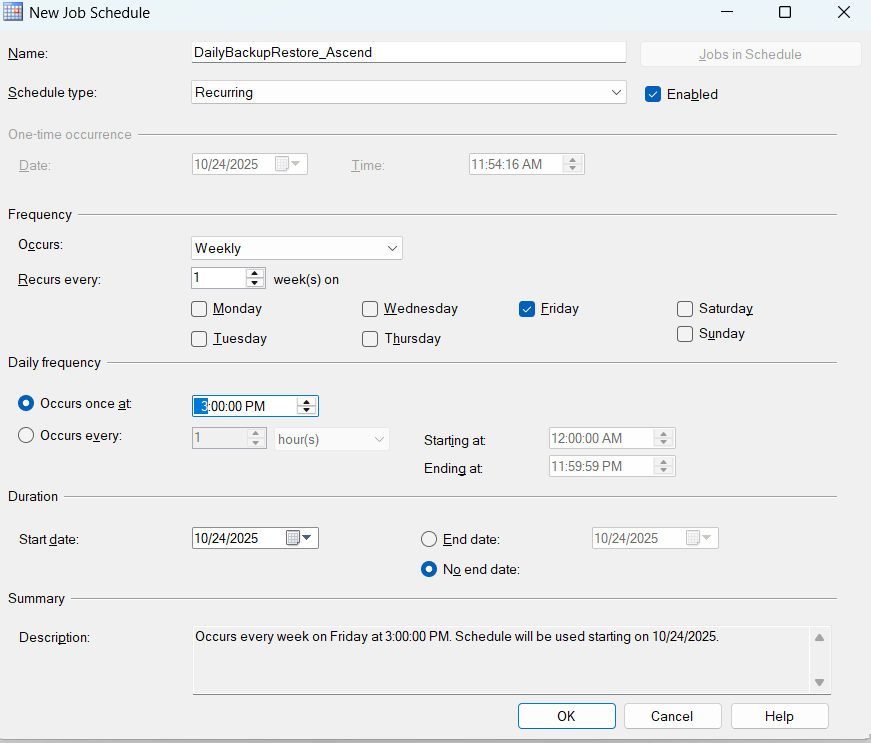 New Job Schedule
Name: DailyBackupRestore_Ascend Jobs in Schedule
Schedule type: Recurring Enabled
One-time occurrence
Date: 10/24/2025 Time: 11:54:16 AM
Frequency
Occurs: Weekly
Recurs every: 1 week(s) on
Monday Wednesday Friday Saturday
Tuesday Thursday Sunday
Daily frequency
Occurs once at: 3:00:00 PM
Occurs every: 1 hour(s) Starting at: 12:00:00 AM
Ending at: 11:59:59 PM
Duration
Start date: 10/24/2025 End date: 10/24/2025
No end date:
Summary
Description: Occurs every week on Friday at 3:00:00 PM. Schedule will be used starting on 10/24/2025.
OK Cancel Help